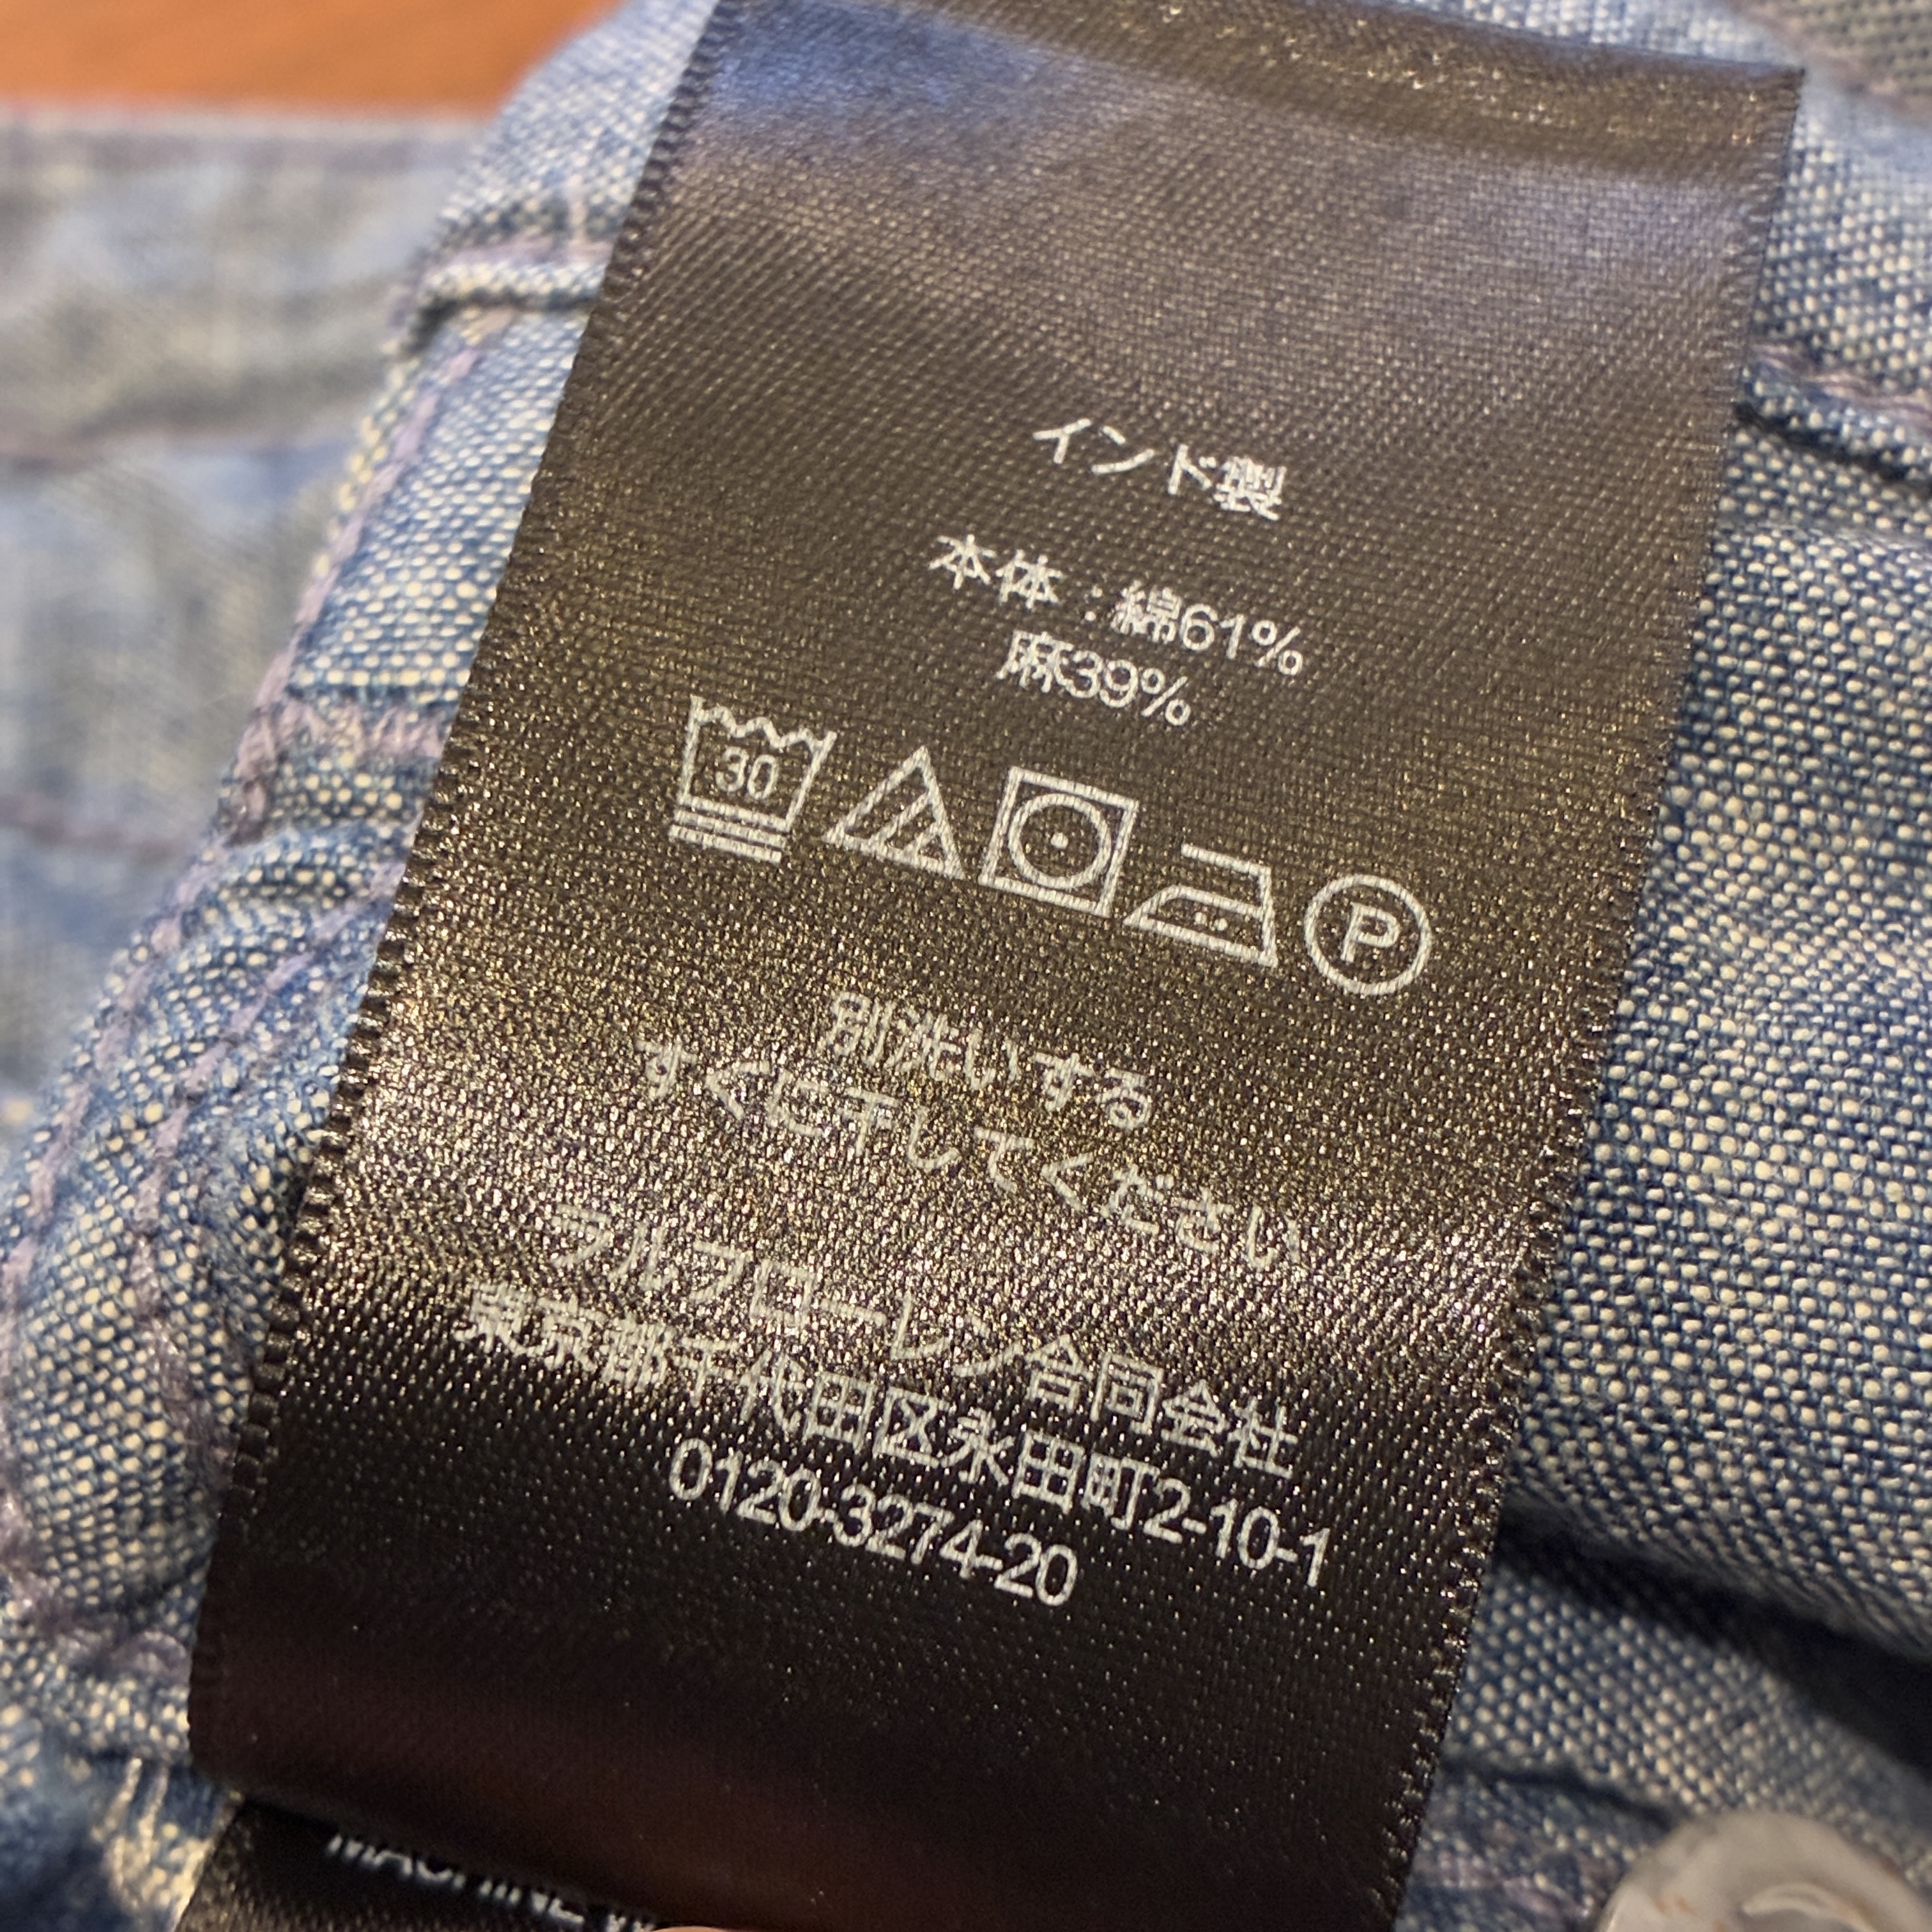 インド製
本体 : 綿61%
麻39%
30
P
別洗いする
すぐに干してください
ラルフローレン合同会社
東京都千代田区永田町2-10-1
0120-3274-20
MACHINE